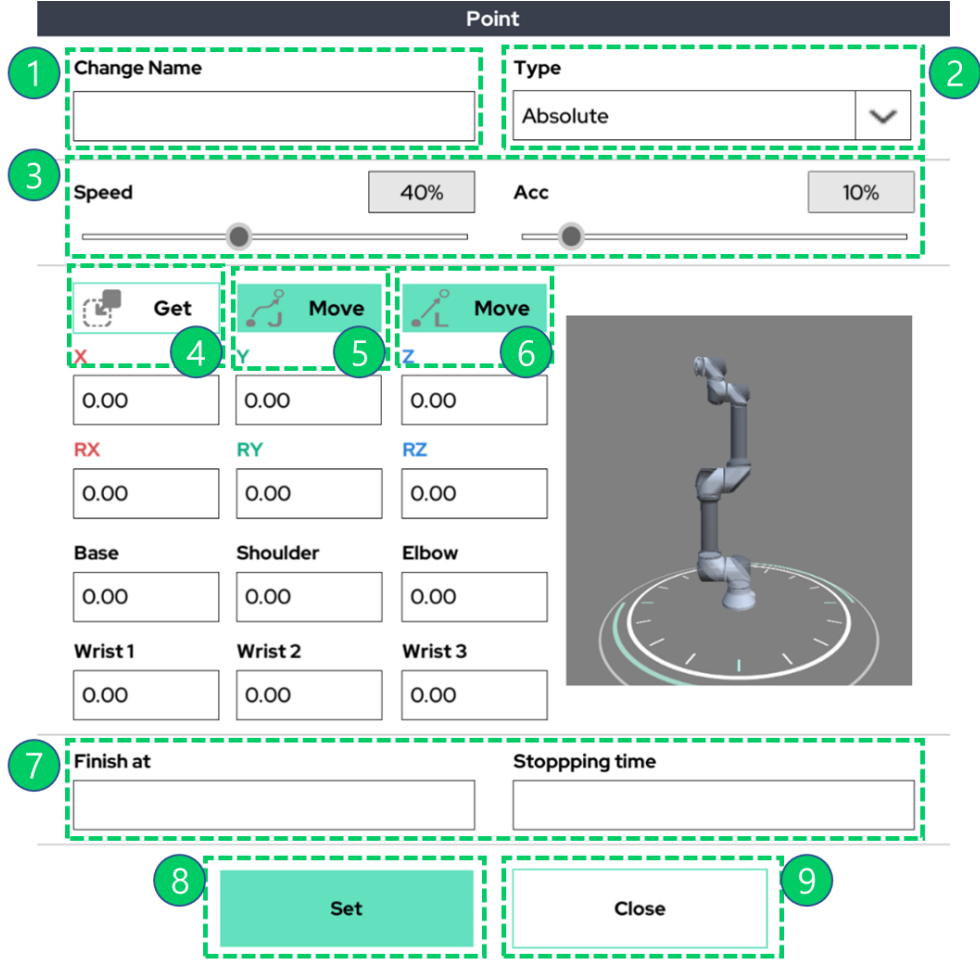 Point
1
Change Name
Type
2
Absolute
3
Speed
40%
Acc
10%
Get
J
Move
L
Move
4
5
6
X
Y
Z
0.00
0.00
0.00
RX
RY
RZ
0.00
0.00
0.00
Base
Shoulder
Elbow
0.00
0.00
0.00
Wrist 1
Wrist 2
Wrist 3
0.00
0.00
0.00
7
Finish at
Stoppping time
8
Set
Close
9